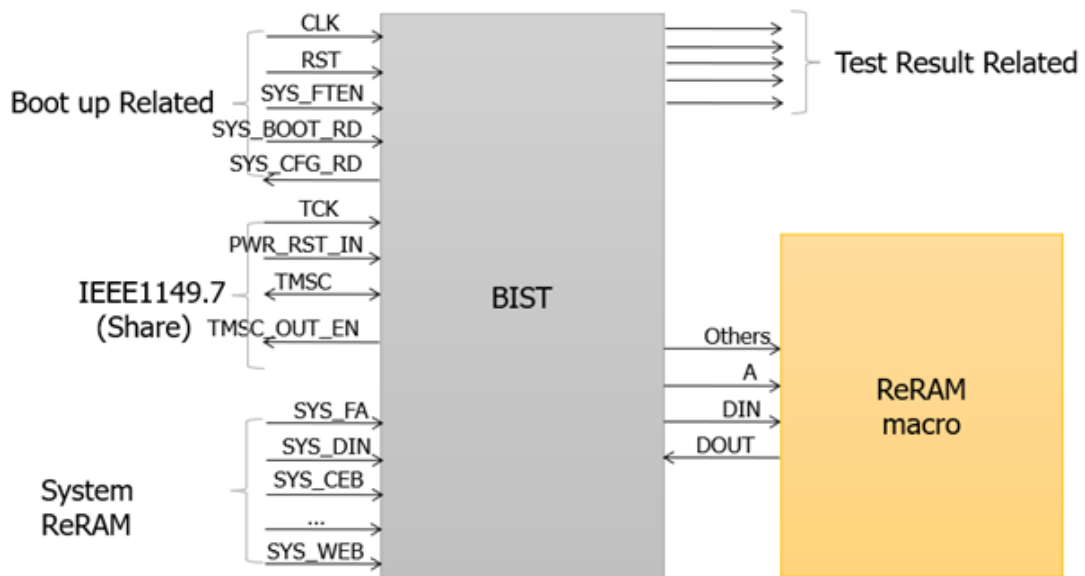 CLK
RST
Boot up Related
SYS_FTEN
SYS_BOOT_RD
SYS_CFG_RD
TCK
PWR_RST_IN
IEEE1149.7
(Share)
TMSC
TMSC_OUT_EN
SYS_FA
SYS_DIN
SYS_CEB
System
ReRAM
...
SYS_WEB
BIST
Test Result Related
Others
A
DIN
DOUT
ReRAM
macro